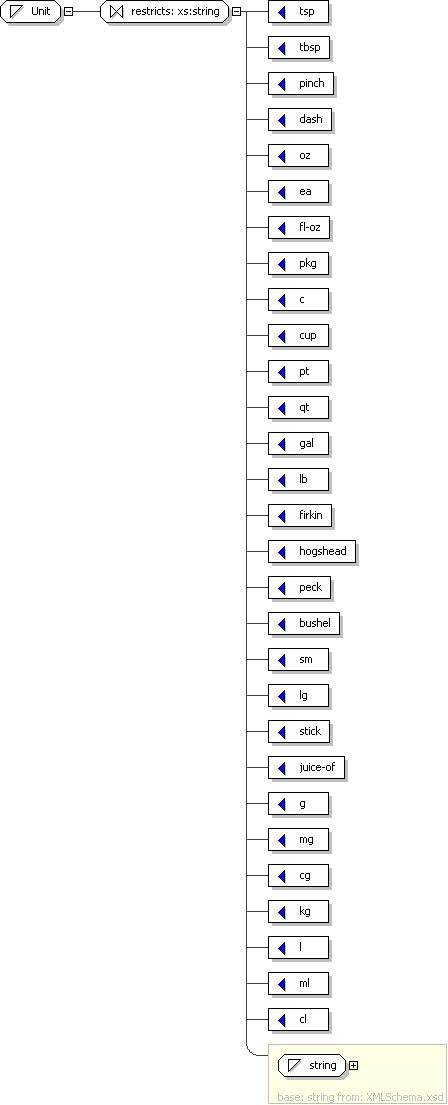 Unit restricts: xs:string tsp
tbsp
pinch
dash
oz
ea
fl-oz
pkg
c
cup
pt
qt
gal
lb
firkin
hogshead
peck
bushel
sm
lg
stick
juice-of
g
mg
cg
kg
l
ml
cl
string
base: string from: XMLSchema.xsd